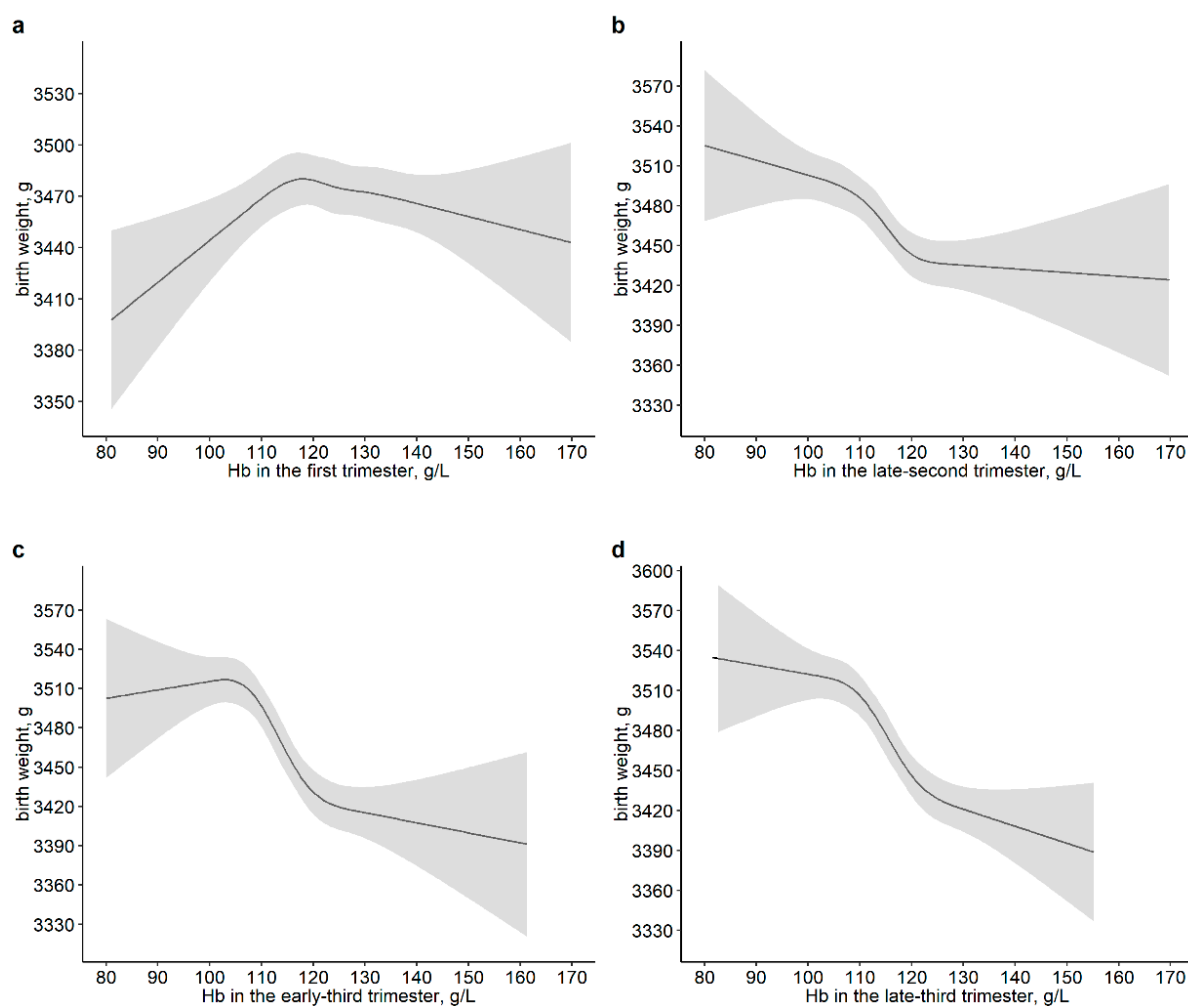 a
3530
3500
3470
3440
3410
3380
3350
birth weight, g
80 90 100 110 120 130 140 150 160 170
Hb in the first trimester, g/L
b
3570
3540
3510
3480
3450
3420
3390
3360
3330
birth weight, g
80 90 100 110 120 130 140 150 160 170
Hb in the late-second trimester, g/L
c
3570
3540
3510
3480
3450
3420
3390
3360
3330
birth weight, g
80 90 100 110 120 130 140 150 160 170
Hb in the early-third trimester, g/L
d
3600
3570
3540
3510
3480
3450
3420
3390
3360
3330
birth weight, g
80 90 100 110 120 130 140 150 160 170
Hb in the late-third trimester, g/L